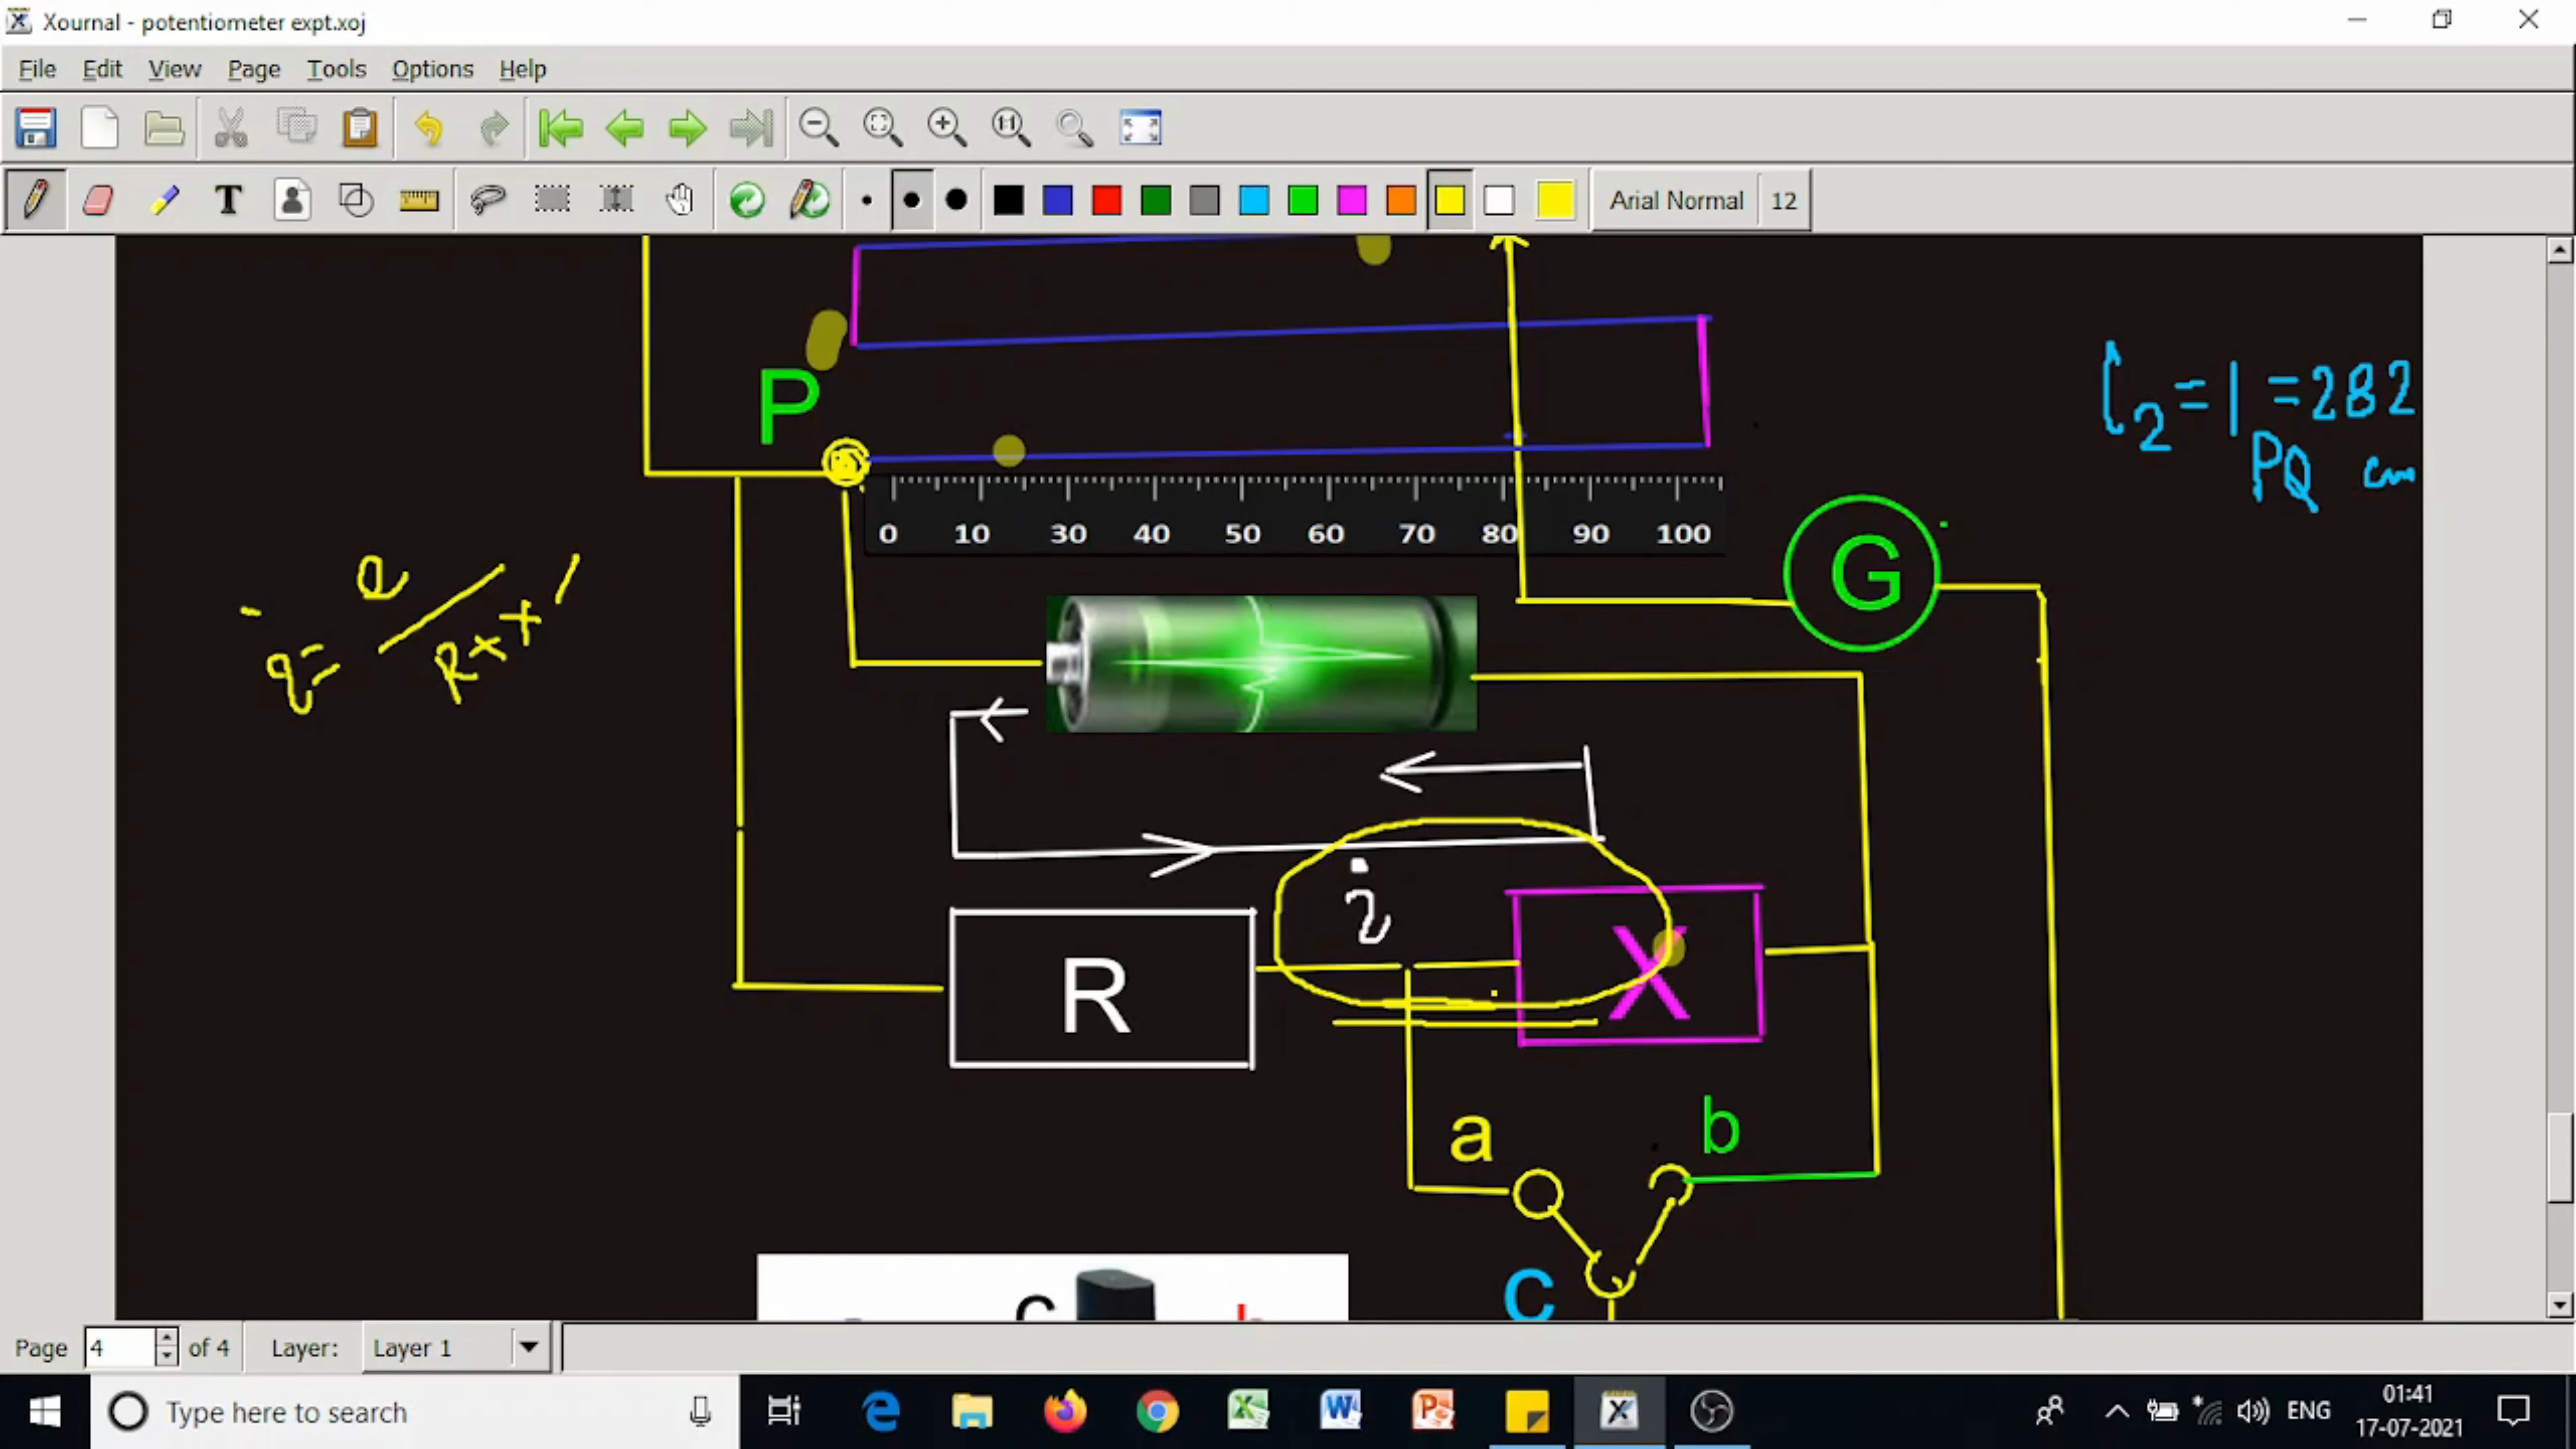 Xournal - potentiometer expt.xoj
File Edit View Page Tools Options Help
Arial Normal 12
P
0 10 30 40 50 60 70 80 90 100
l2 = l = 282
PQ cm
G
e
i =
R + x
i
R
X
a
b
c
c
Page 4 of 4 Layer: Layer 1
Type here to search
ENG
01:41
17-07-2021